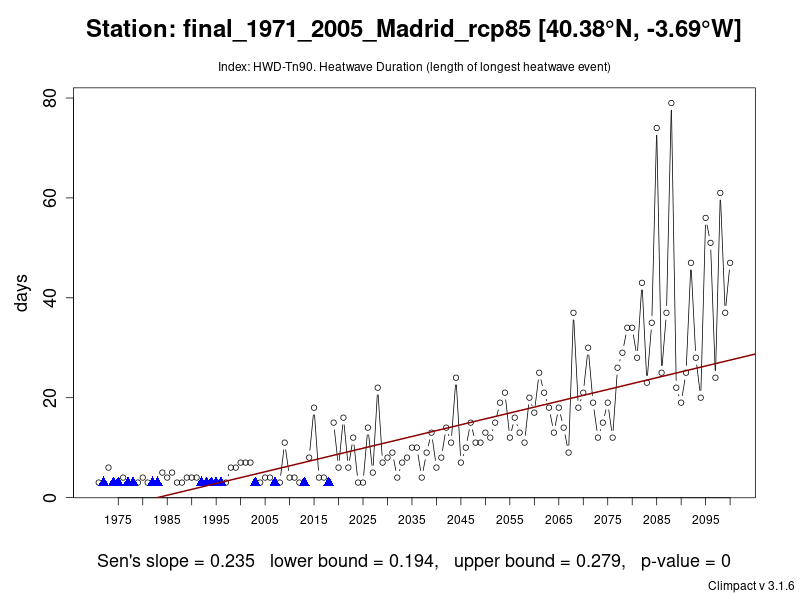 Station: final_1971_2005_Madrid_rcp85 [40.38°N, -3.69°W]
Index: HWD-Tn90. Heatwave Duration (length of longest heatwave event)
days
80
60
40
20
0
1975 1985 1995 2005 2015 2025 2035 2045 2055 2065 2075 2085 2095
Sen's slope = 0.235 lower bound = 0.194, upper bound = 0.279, p-value = 0
Climpact v 3.1.6